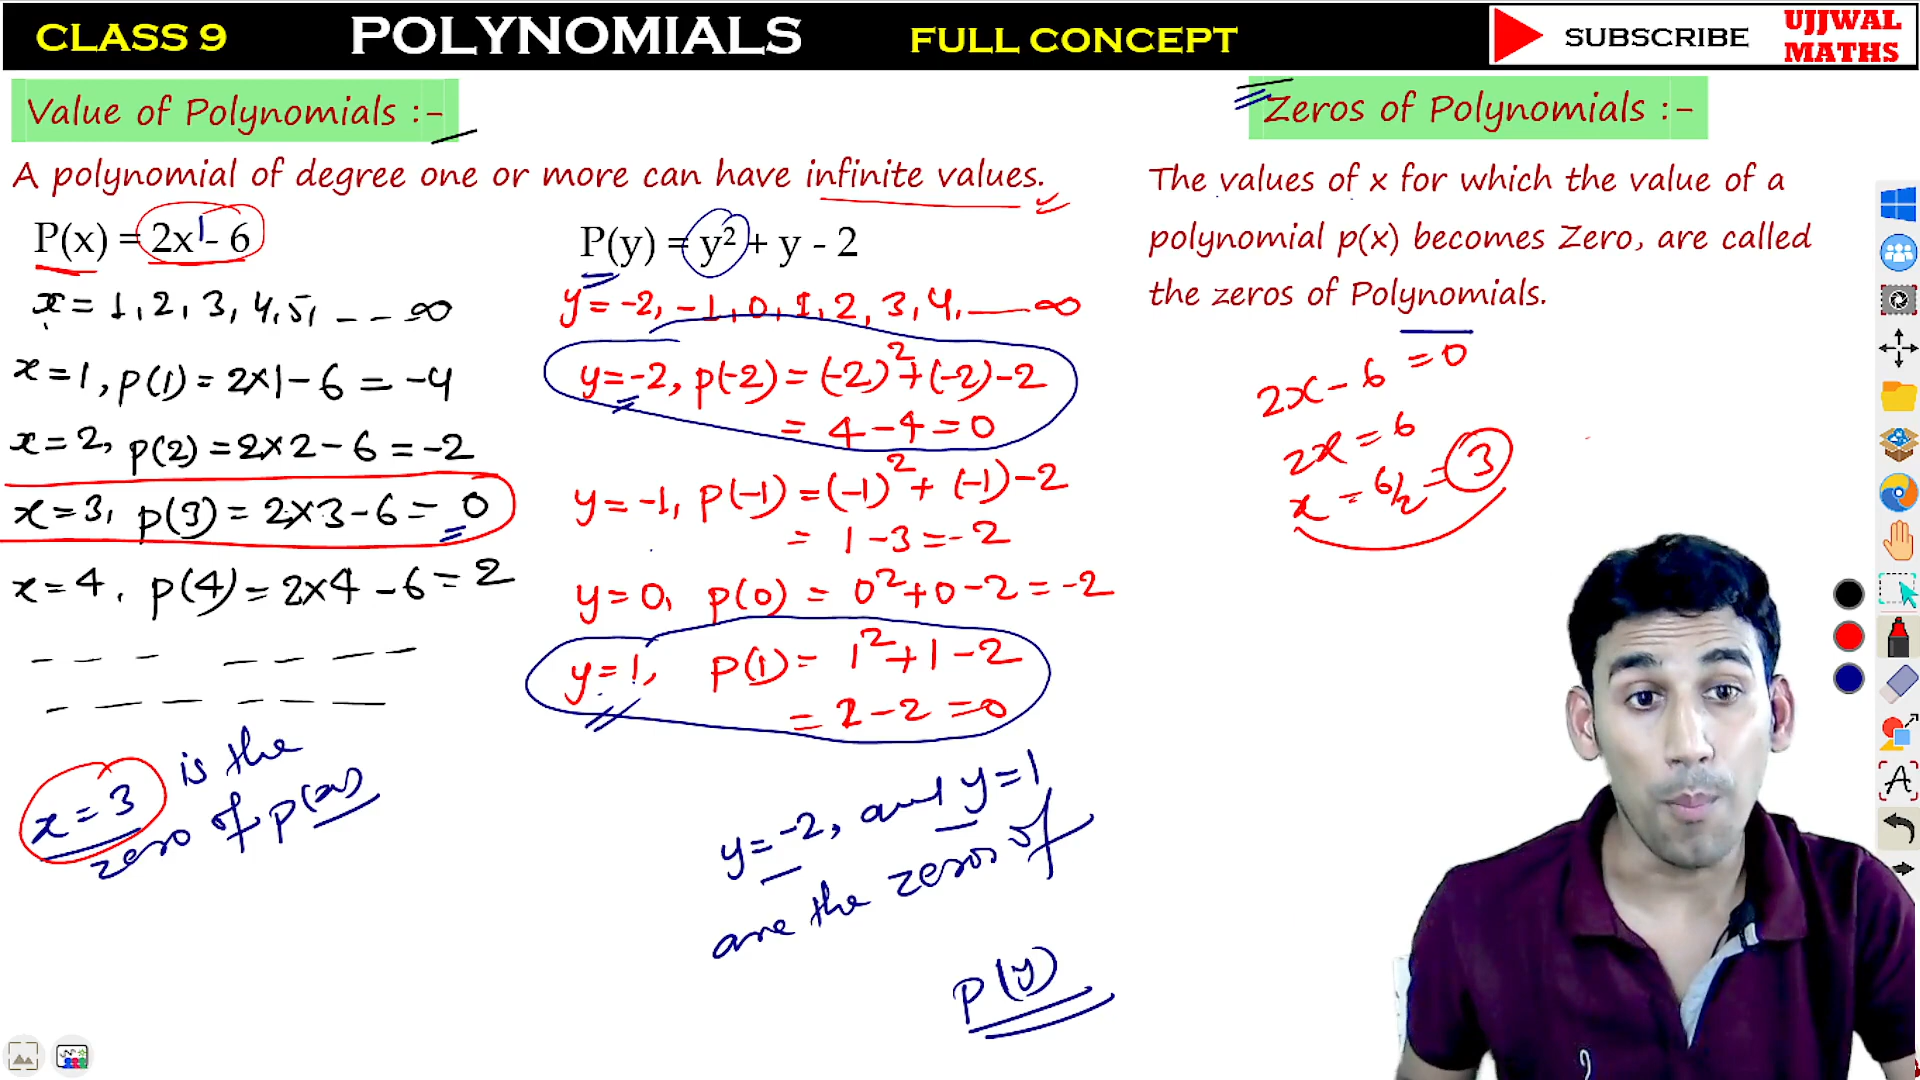 CLASS 9 POLYNOMIALS FULL CONCEPT SUBSCRIBE UJJWAL MATHS
Value of Polynomials :-
A polynomial of degree one or more can have infinite values.
P(x) = 2x¹ - 6
x = 1, 2, 3, 4, 5, - - - ∞
x = 1, p(1) = 2×1 - 6 = -4
x = 2, p(2) = 2×2 - 6 = -2
x = 3, p(3) = 2×3 - 6 = 0
x = 4, p(4) = 2×4 - 6 = 2
x = 3 is the
zero of p(x)
P(y) = y² + y - 2
y = -2, -1, 0, 1, 2, 3, 4, — ∞
y = -2, p(-2) = (-2)² + (-2) - 2
= 4 - 4 = 0
y = -1, p(-1) = (-1)² + (-1) - 2
= 1 - 3 = -2
y = 0, p(0) = 0² + 0 - 2 = -2
y = 1, p(1) = 1² + 1 - 2
= 2 - 2 = 0
y = -2, and y = 1
are the zeros of
p(y)
Zeros of Polynomials :-
The values of x for which the value of a
polynomial p(x) becomes Zero, are called
the zeros of Polynomials.
2x - 6 = 0
2x = 6
x = 6/2 = 3